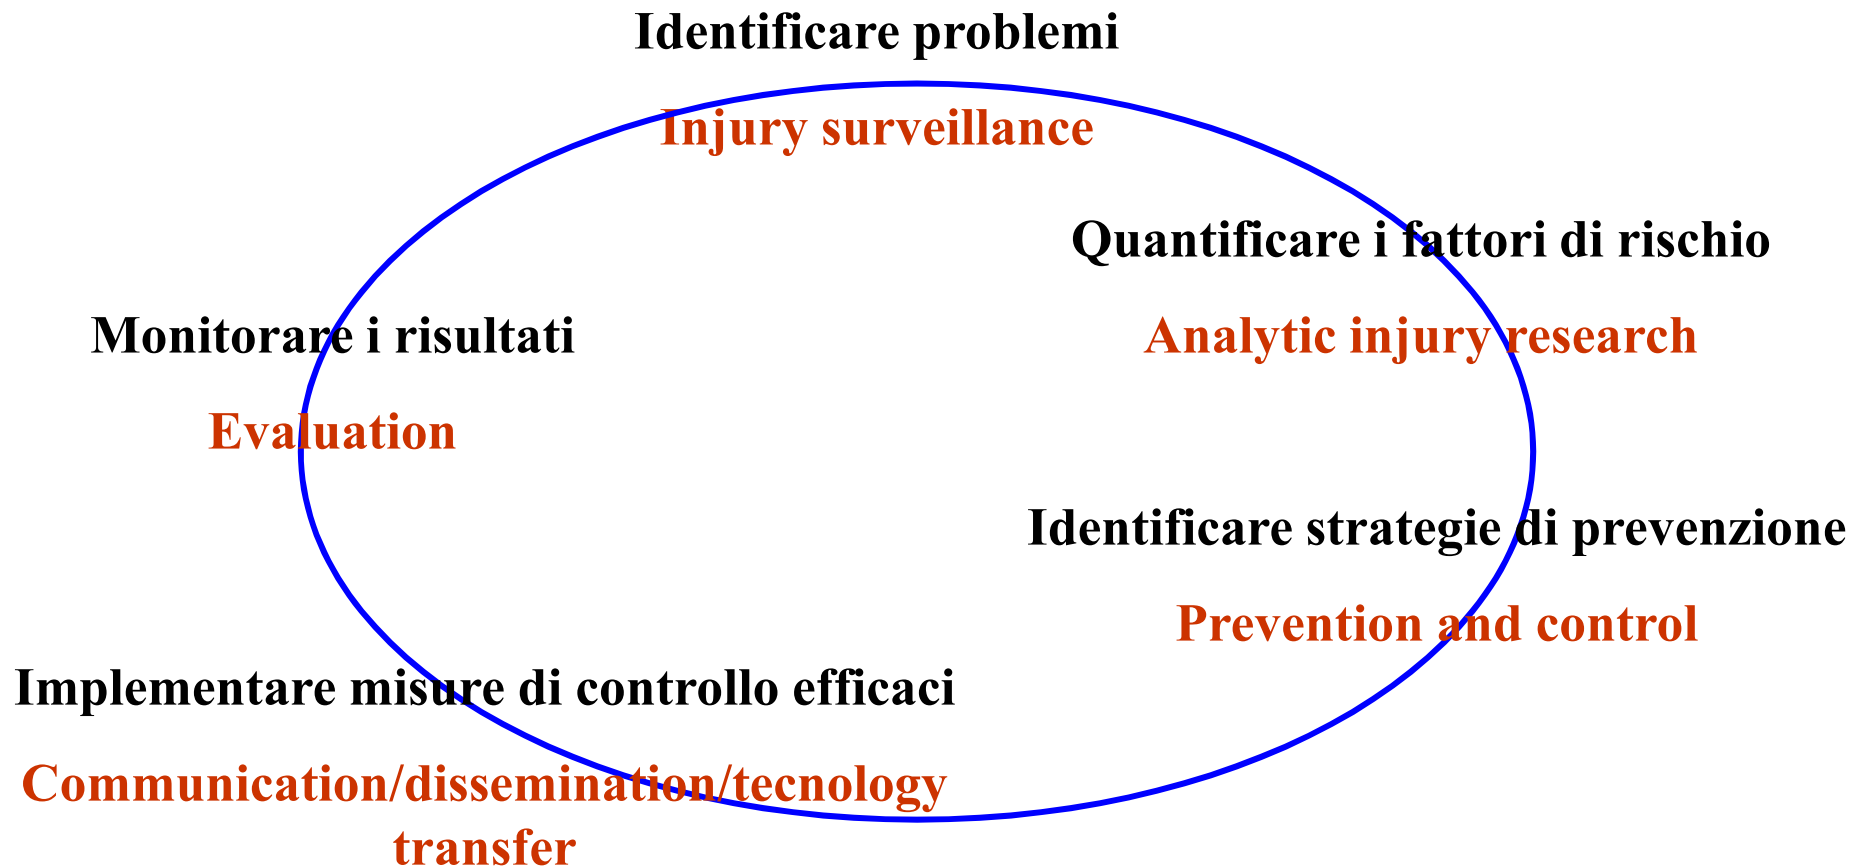 Identificare problemi
Injury surveillance
Quantificare i fattori di rischio
Analytic injury research
Monitorare i risultati
Evaluation
Identificare strategie di prevenzione
Prevention and control
Implementare misure di controllo efficaci
Communication/dissemination/tecnology
transfer